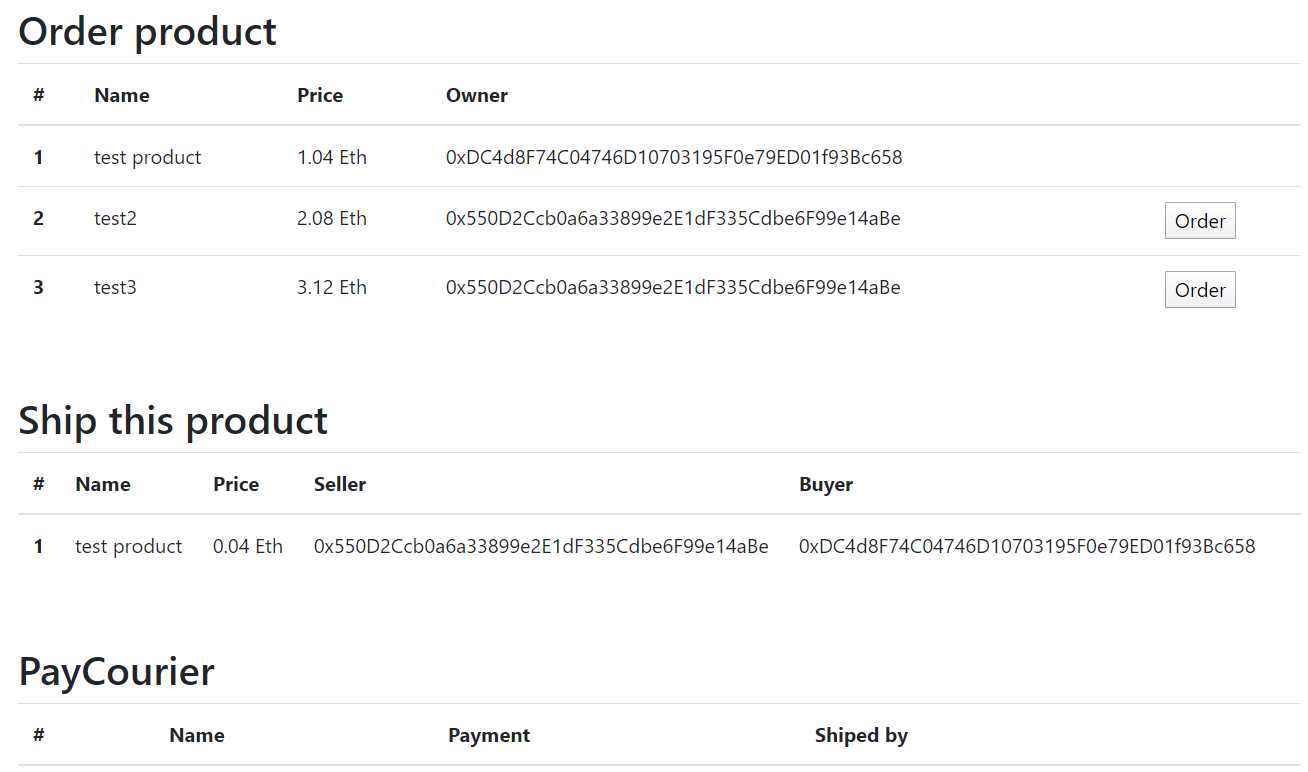 Order product
# Name Price Owner
1 test product 1.04 Eth 0xDC4d8F74C04746D10703195F0e79ED01f93Bc658
2 test2 2.08 Eth 0x550D2Ccb0a6a33899e2E1dF335Cdbe6F99e14aBe Order
3 test3 3.12 Eth 0x550D2Ccb0a6a33899e2E1dF335Cdbe6F99e14aBe Order
Ship this product
# Name Price Seller Buyer
1 test product 0.04 Eth 0x550D2Ccb0a6a33899e2E1dF335Cdbe6F99e14aBe 0xDC4d8F74C04746D10703195F0e79ED01f93Bc658
PayCourier
# Name Payment Shiped by